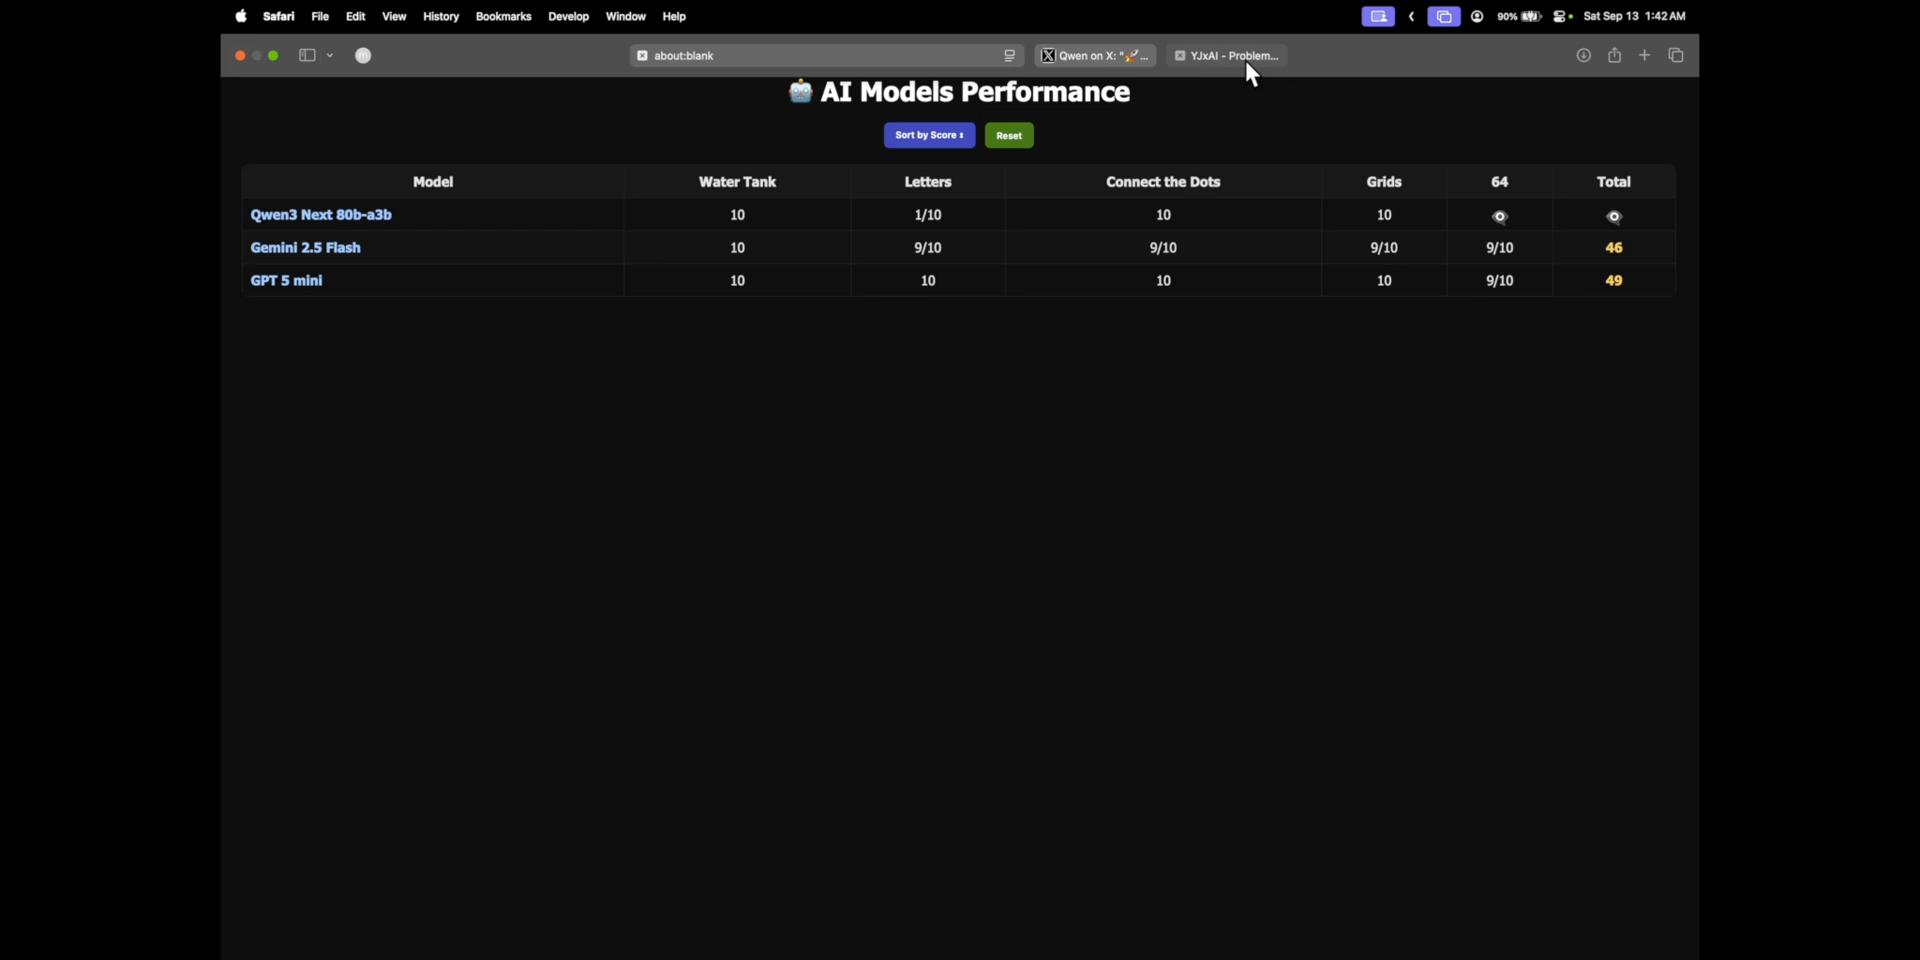 Safari File Edit View History Bookmarks Develop Window Help 90% Sat Sep 13 1:42 AM
m about:blank Qwen on X: "🚀... YJxAI - Problem...
🤖 AI Models Performance
Sort by Score Reset
Model Water Tank Letters Connect the Dots Grids 64 Total
Qwen3 Next 80b-a3b 10 1/10 10 10
Gemini 2.5 Flash 10 9/10 9/10 9/10 9/10 46
GPT 5 mini 10 10 10 10 9/10 49